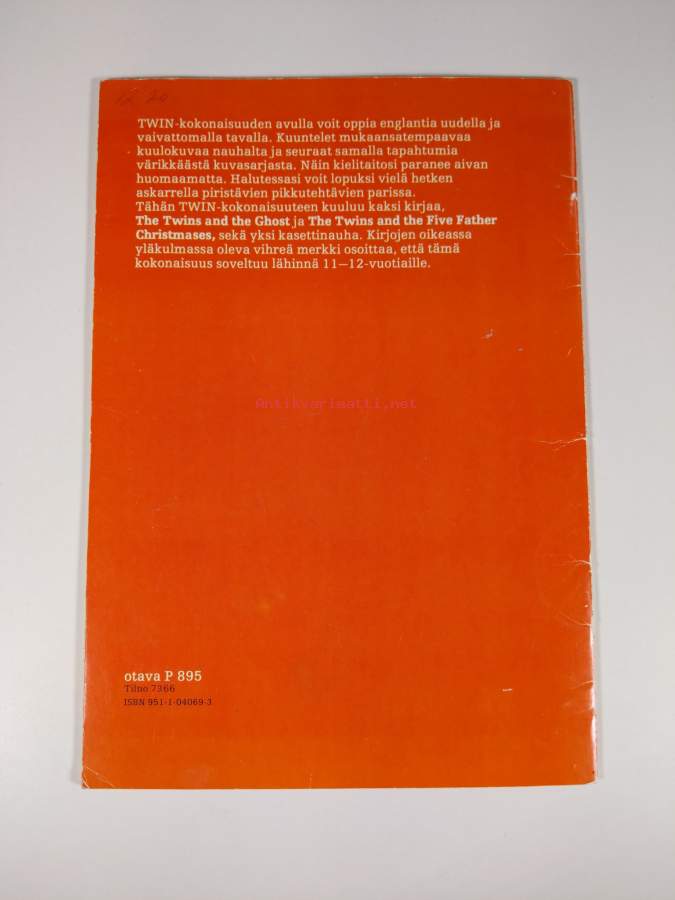 TWIN-kokonaisuuden avulla voit oppia englantia uudella ja
vaivattomalla tavalla. Kuuntelet mukaansatempaavaa
kuulokuvaa nauhalta ja seuraat samalla tapahtumia
värikkäästä kuvasarjasta. Näin kielitaitosi paranee aivan
huomaamatta. Halutessasi voit lopuksi vielä hetken
askarrella piristävien pikkutehtävien parissa.
Tähän TWIN-kokonaisuuteen kuuluu kaksi kirjaa,
The Twins and the Ghost ja The Twins and the Five Father
Christmases, sekä yksi kasettinauha. Kirjojen oikeassa
yläkulmassa oleva vihreä merkki osoittaa, että tämä
kokonaisuus soveltuu lähinnä 11—12-vuotiaille.
Antikvariaatti.net
otava P 895
Tilno 7366
ISBN 951-1-04069-3